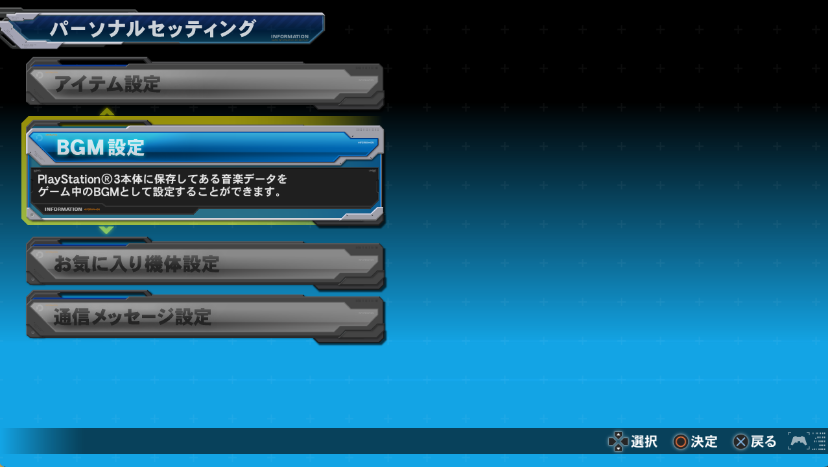 パーソナルセッティング
INFORMATION
アイテム設定
BGM設定
PlayStation®3本体に保存してある音楽データを
ゲーム中のBGMとして設定することができます。
INFORMATION
お気に入り機体設定
通信メッセージ設定
選択 決定 戻る